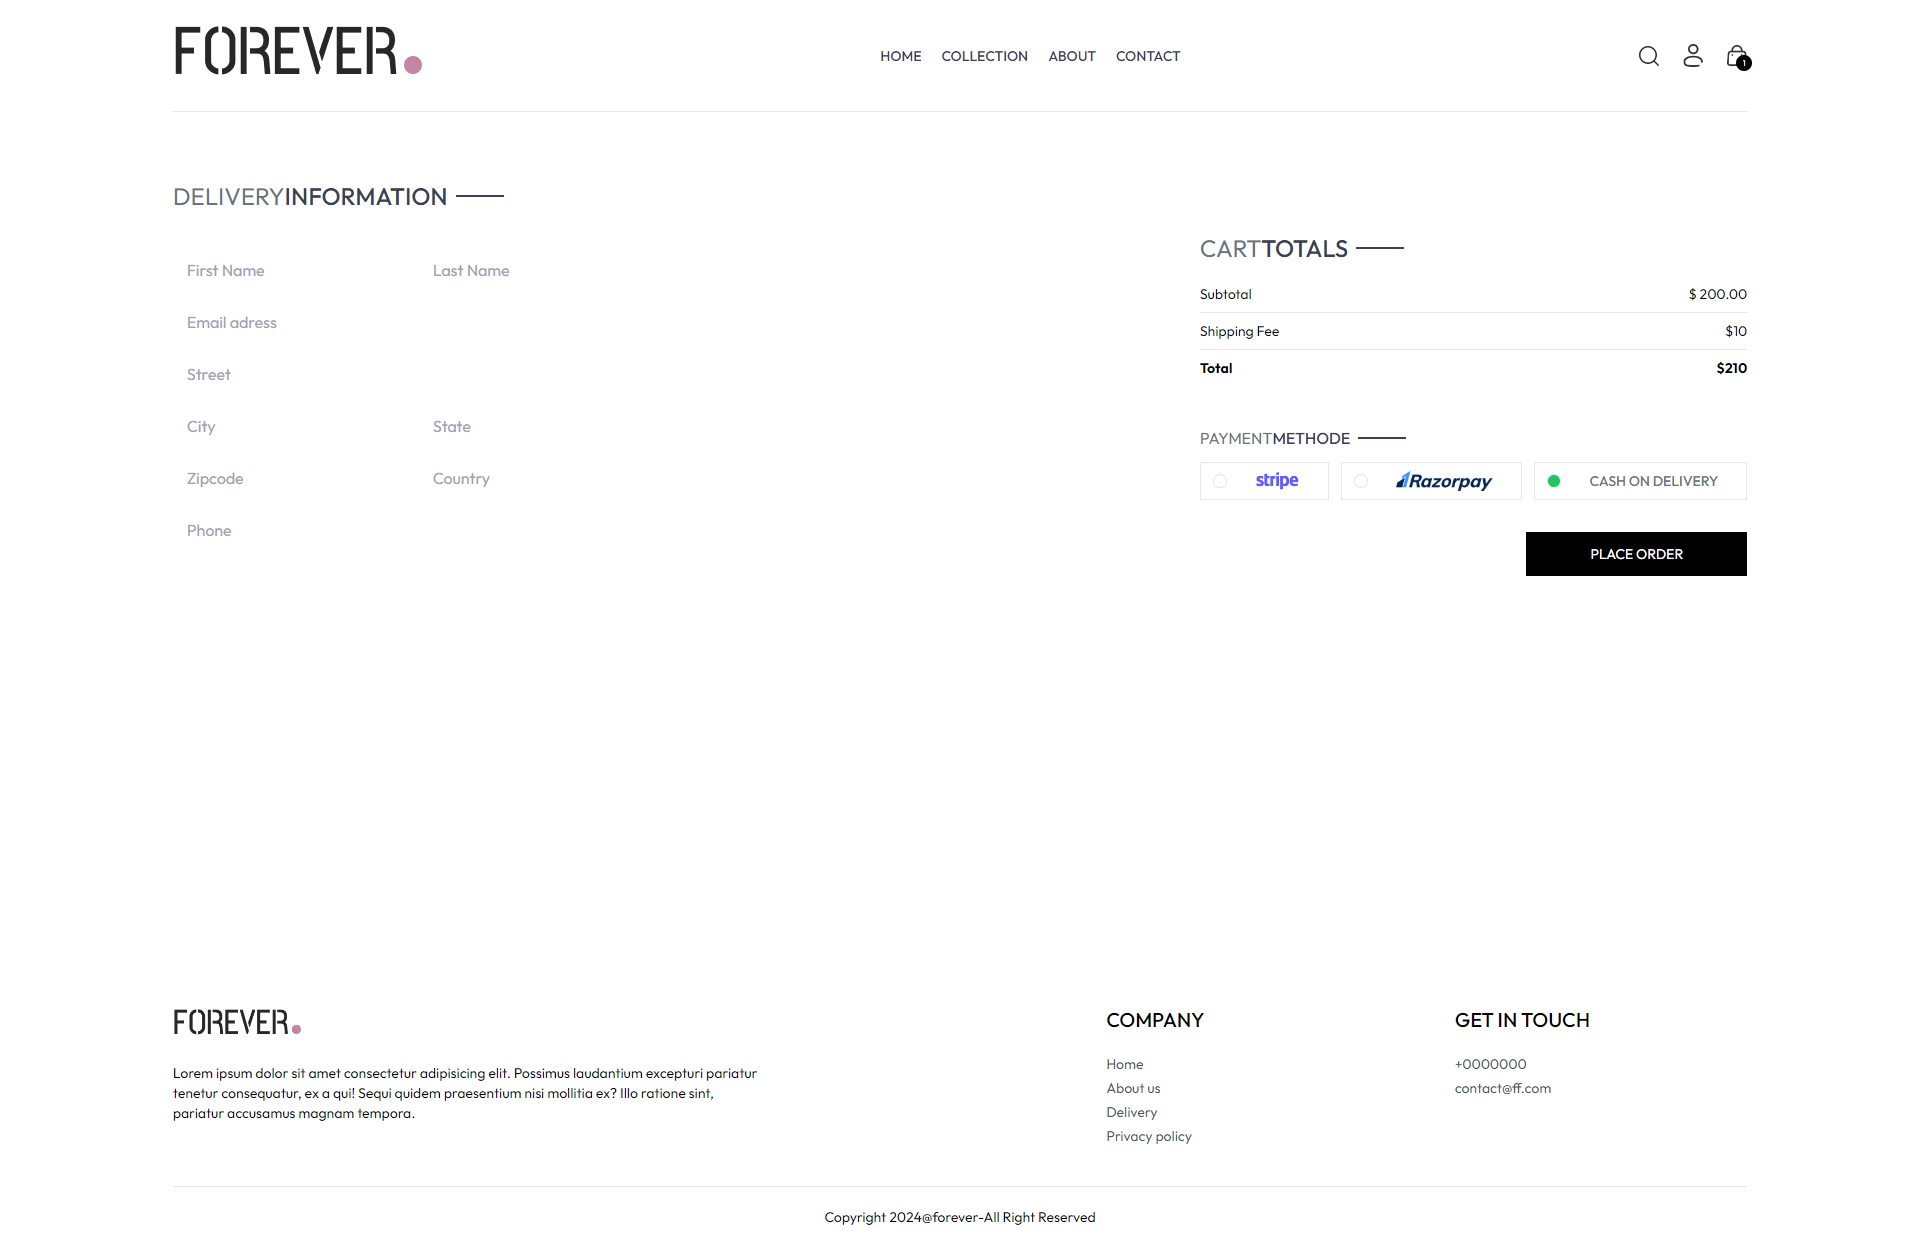 FOREVER.
HOME COLLECTION ABOUT CONTACT
1
DELIVERYINFORMATION
First Name Last Name
Email adress
Street
City State
Zipcode Country
Phone
CARTTOTALS
Subtotal $ 200.00
Shipping Fee $10
Total $210
PAYMENTMETHODE
stripe Razorpay CASH ON DELIVERY
PLACE ORDER
FOREVER.
Lorem ipsum dolor sit amet consectetur adipisicing elit. Possimus laudantium excepturi pariatur
tenetur consequatur, ex a qui! Sequi quidem praesentium nisi mollitia ex? Illo ratione sint,
pariatur accusamus magnam tempora.
COMPANY
Home
About us
Delivery
Privacy policy
GET IN TOUCH
+0000000
contact@ff.com
Copyright 2024@forever-All Right Reserved